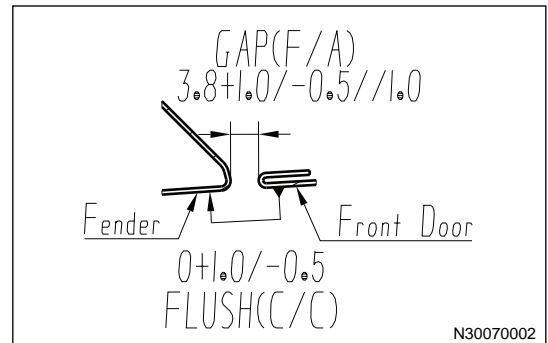 GAP(F/A)
3.8+1.0/-0.5//1.0
Fender
Front Door
0+1.0/-0.5
FLUSH(C/C)
N30070002